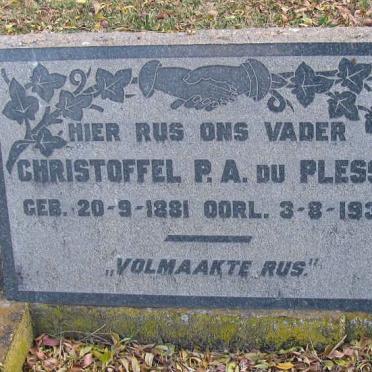 HIER RUS ONS VADER
CHRISTOFFEL P. A. DU PLESS
GEB. 20-9-1881 OORL. 3-8-193
„VOLMAAKTE RUS."